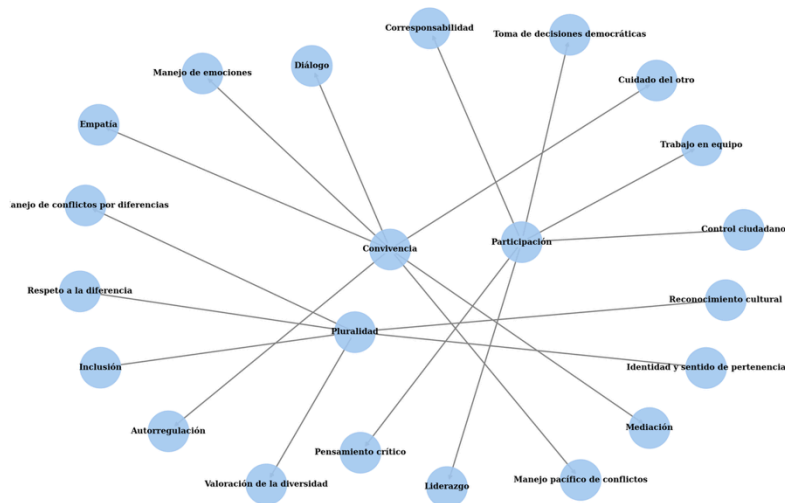 Corresponsabilidad
Toma de decisiones democráticas
Diálogo
Manejo de emociones
Cuidado del otro
Empatía
Trabajo en equipo
anejo de conflictos por diferencias
Control ciudadano
Participación
Convivencia
Respeto a la diferencia
Reconocimiento cultural
Pluralidad
Inclusión
Identidad y sentido de pertenencia
Autorregulación
Mediación
Pensamiento crítico
Valoración de la diversidad
Liderazgo
Manejo pacífico de conflictos